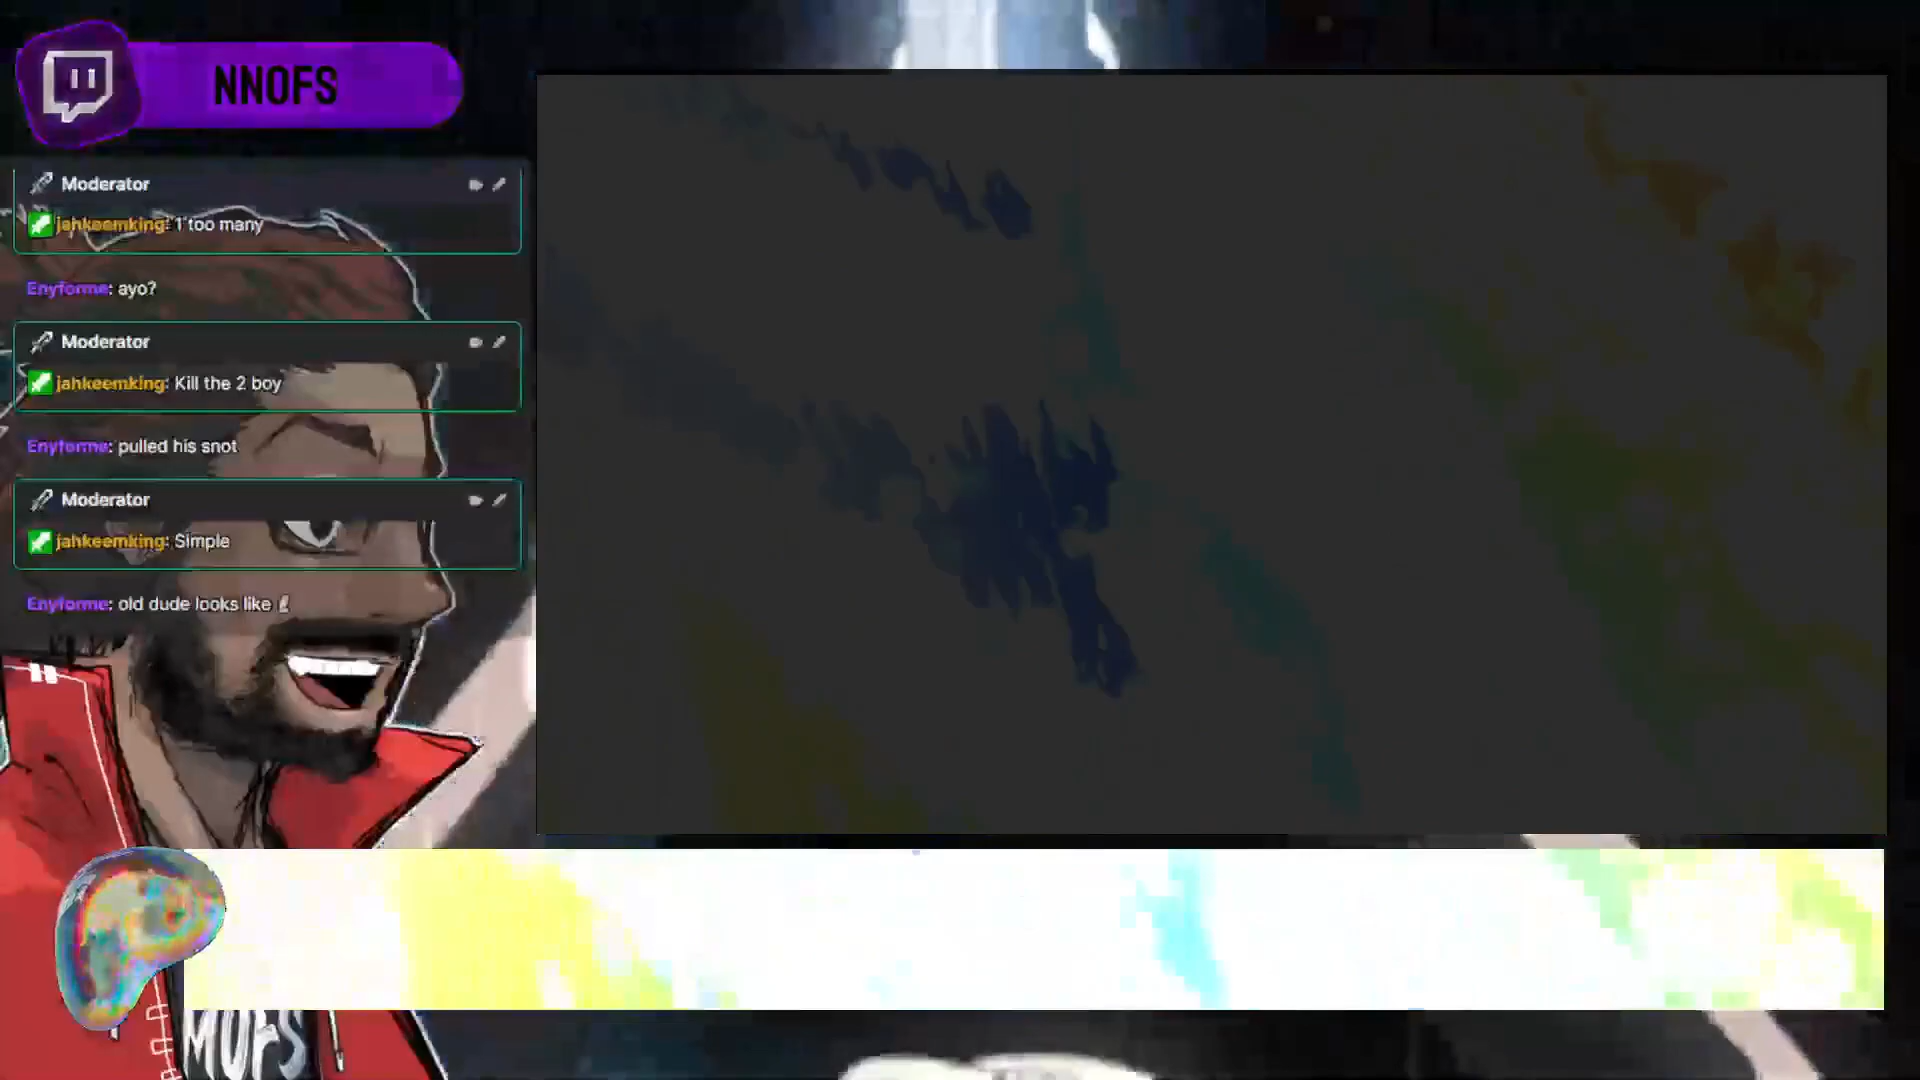 NNOFS
Moderator
jahkeemking: 1 too many
Enyforme: ayo?
Moderator
jahkeemking: Kill the 2 boy
Enyforme: pulled his snot
Moderator
jahkeemking: Simple
Enyforme: old dude looks like
MOFS